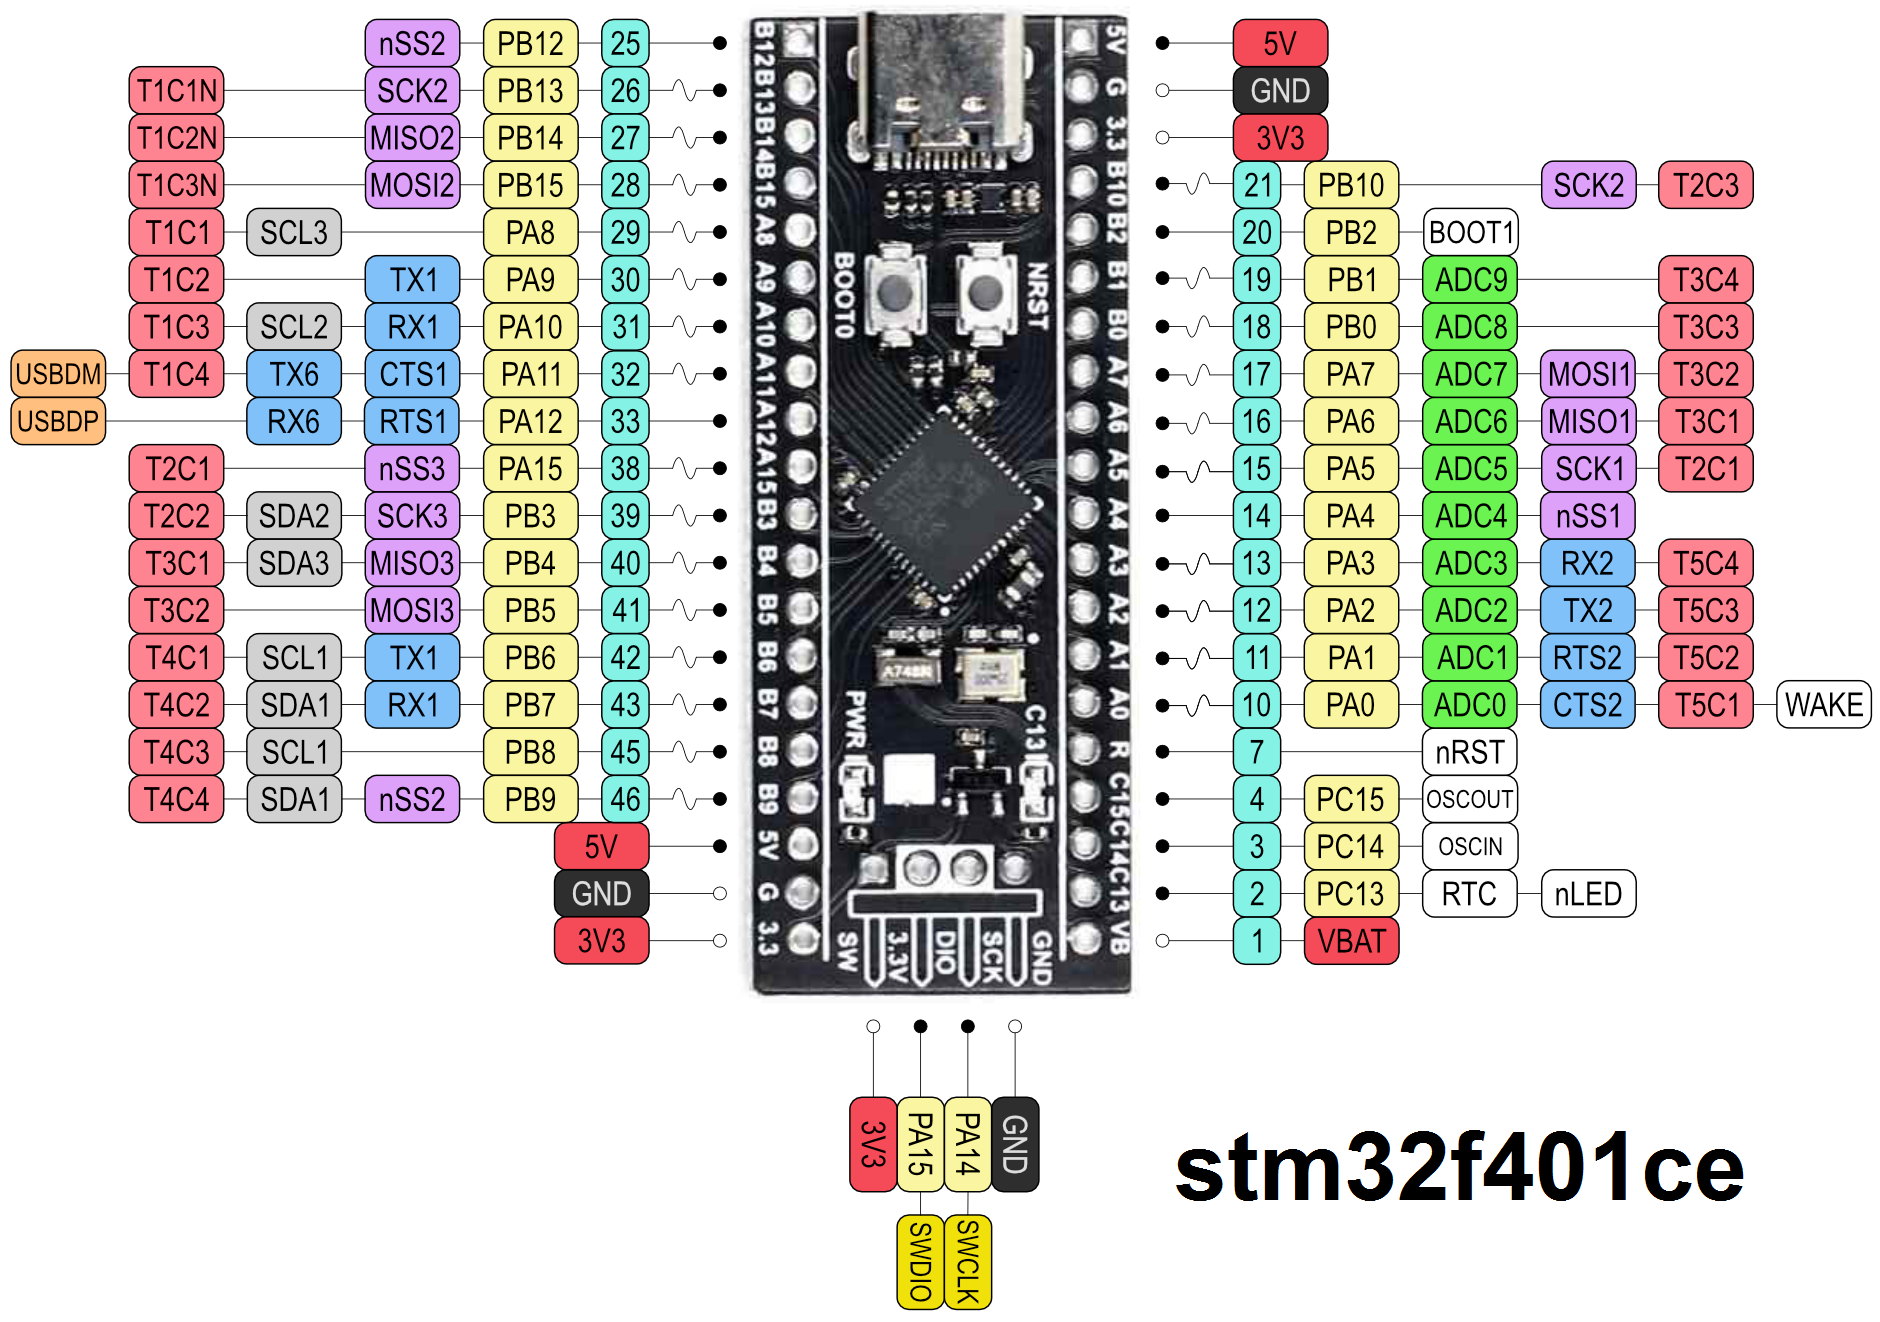 nSS2 PB12 25
T1C1N SCK2 PB13 26
T1C2N MISO2 PB14 27
T1C3N MOSI2 PB15 28
T1C1 SCL3 PA8 29
T1C2 TX1 PA9 30
T1C3 SCL2 RX1 PA10 31
USBDM T1C4 TX6 CTS1 PA11 32
USBDP RX6 RTS1 PA12 33
T2C1 nSS3 PA15 38
T2C2 SDA2 SCK3 PB3 39
T3C1 SDA3 MISO3 PB4 40
T3C2 MOSI3 PB5 41
T4C1 SCL1 TX1 PB6 42
T4C2 SDA1 RX1 PB7 43
T4C3 SCL1 PB8 45
T4C4 SDA1 nSS2 PB9 46
5V
GND
3V3
B12 B13 B14 B15 A8 A9 A10 A11 A12 A15 B3 B4 B5 B6 B7 B8 B9 5V G 3.3
BOOT0 NRST
A748N
PWR C13
SW 3.3V DIO SCK GND
5V G 3.3 B10 B2 B1 B0 A7 A6 A5 A4 A3 A2 A1 A0 R C15 C14 C13 VB
5V
GND
3V3
21 PB10 SCK2 T2C3
20 PB2 BOOT1
19 PB1 ADC9 T3C4
18 PB0 ADC8 T3C3
17 PA7 ADC7 MOSI1 T3C2
16 PA6 ADC6 MISO1 T3C1
15 PA5 ADC5 SCK1 T2C1
14 PA4 ADC4 nSS1
13 PA3 ADC3 RX2 T5C4
12 PA2 ADC2 TX2 T5C3
11 PA1 ADC1 RTS2 T5C2
10 PA0 ADC0 CTS2 T5C1 WAKE
7 nRST
4 PC15 OSCOUT
3 PC14 OSCIN
2 PC13 RTC nLED
1 VBAT
3V3 PA15 PA14 GND
SWDIO SWCLK
stm32f401ce